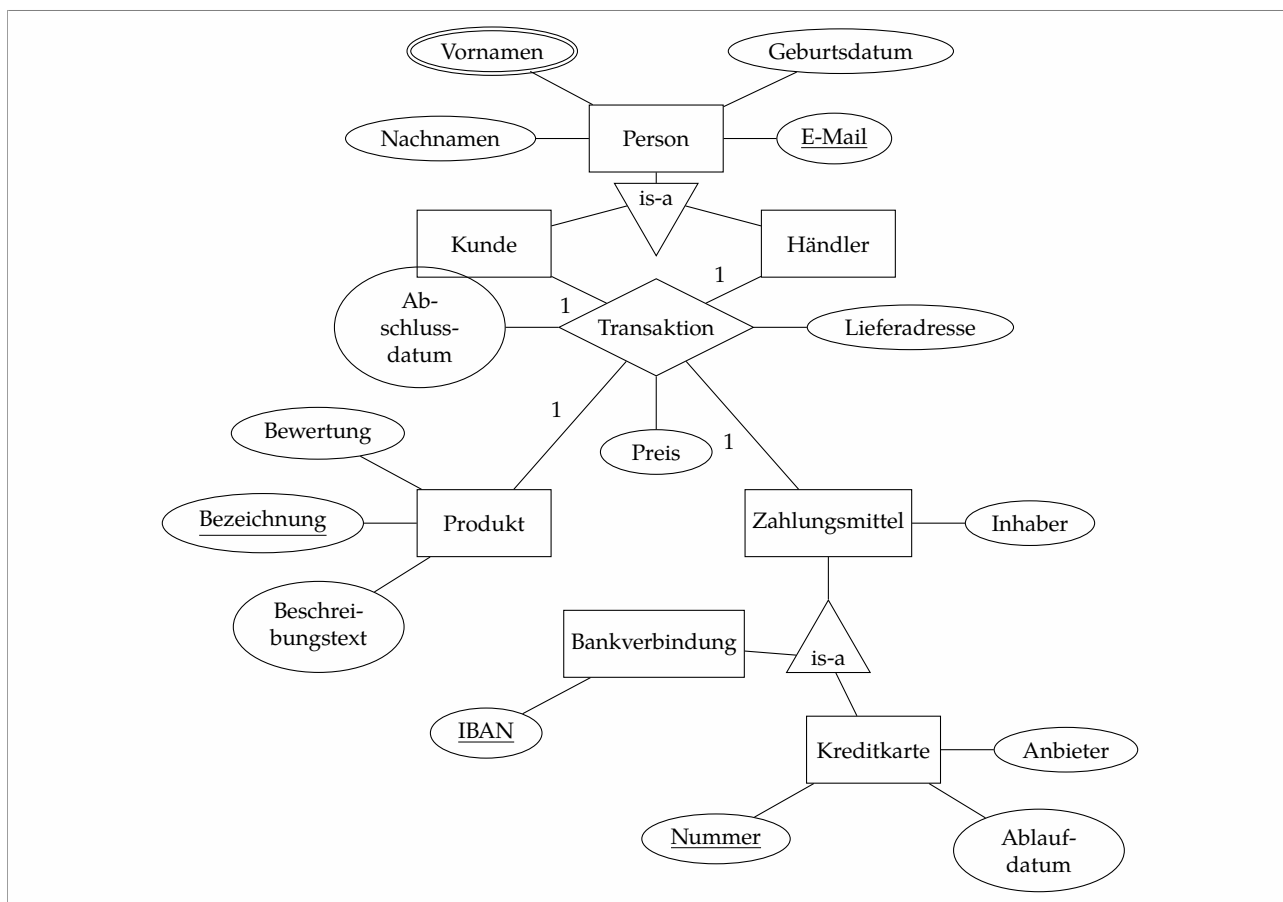 Vornamen
Geburtsdatum
Nachnamen
Person
E-Mail
is-a
Kunde
Händler
1
1
Ab-
schluss-
datum
Transaktion
Lieferadresse
1
1
Bewertung
Preis
Bezeichnung
Produkt
Zahlungsmittel
Inhaber
Beschrei-
bungstext
Bankverbindung
is-a
IBAN
Kreditkarte
Anbieter
Nummer
Ablauf-
datum